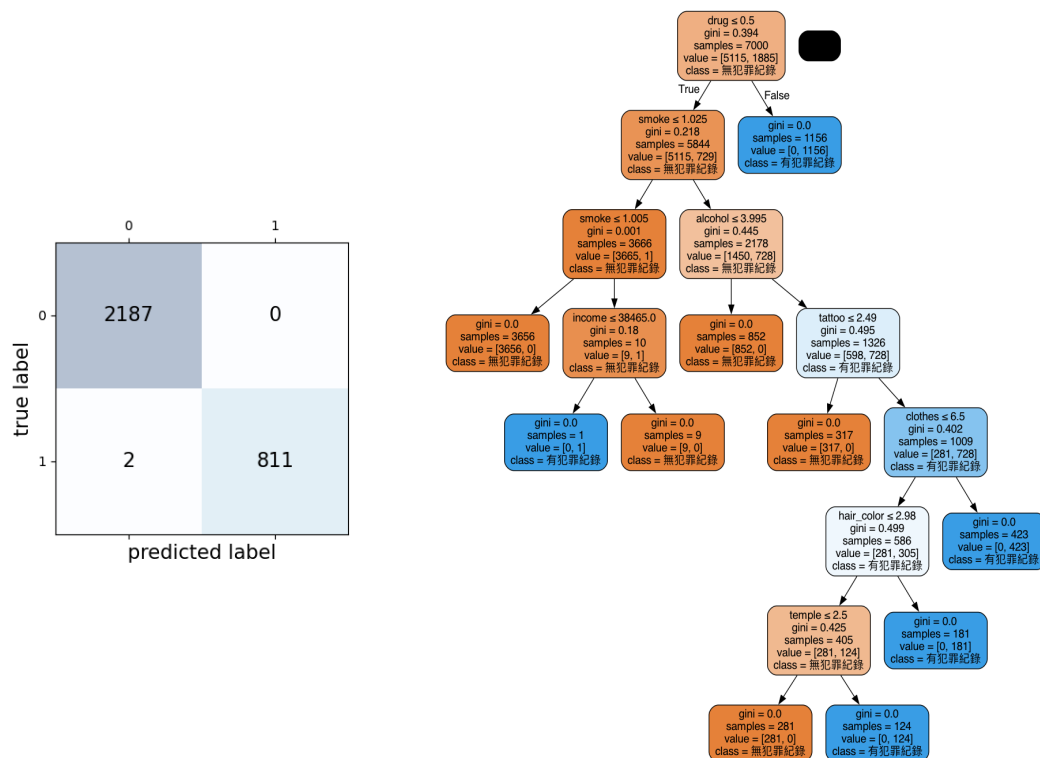 0 1
0
2187 0
1
2 811
true label
predicted label
drug ≤ 0.5
gini = 0.394
samples = 7000
value = [5115, 1885]
class = 無犯罪紀錄
True
False
smoke ≤ 1.025
gini = 0.218
samples = 5844
value = [5115, 729]
class = 無犯罪紀錄
gini = 0.0
samples = 1156
value = [0, 1156]
class = 有犯罪紀錄
smoke ≤ 1.005
gini = 0.001
samples = 3666
value = [3665, 1]
class = 無犯罪紀錄
alcohol ≤ 3.995
gini = 0.445
samples = 2178
value = [1450, 728]
class = 無犯罪紀錄
gini = 0.0
samples = 3656
value = [3656, 0]
class = 無犯罪紀錄
income ≤ 38465.0
gini = 0.18
samples = 10
value = [9, 1]
class = 無犯罪紀錄
gini = 0.0
samples = 852
value = [852, 0]
class = 無犯罪紀錄
tattoo ≤ 2.49
gini = 0.495
samples = 1326
value = [598, 728]
class = 有犯罪紀錄
gini = 0.0
samples = 1
value = [0, 1]
class = 有犯罪紀錄
gini = 0.0
samples = 9
value = [9, 0]
class = 無犯罪紀錄
gini = 0.0
samples = 317
value = [317, 0]
class = 無犯罪紀錄
clothes ≤ 6.5
gini = 0.402
samples = 1009
value = [281, 728]
class = 有犯罪紀錄
hair_color ≤ 2.98
gini = 0.499
samples = 586
value = [281, 305]
class = 有犯罪紀錄
gini = 0.0
samples = 423
value = [0, 423]
class = 有犯罪紀錄
temple ≤ 2.5
gini = 0.425
samples = 405
value = [281, 124]
class = 無犯罪紀錄
gini = 0.0
samples = 181
value = [0, 181]
class = 有犯罪紀錄
gini = 0.0
samples = 281
value = [281, 0]
class = 無犯罪紀錄
gini = 0.0
samples = 124
value = [0, 124]
class = 有犯罪紀錄